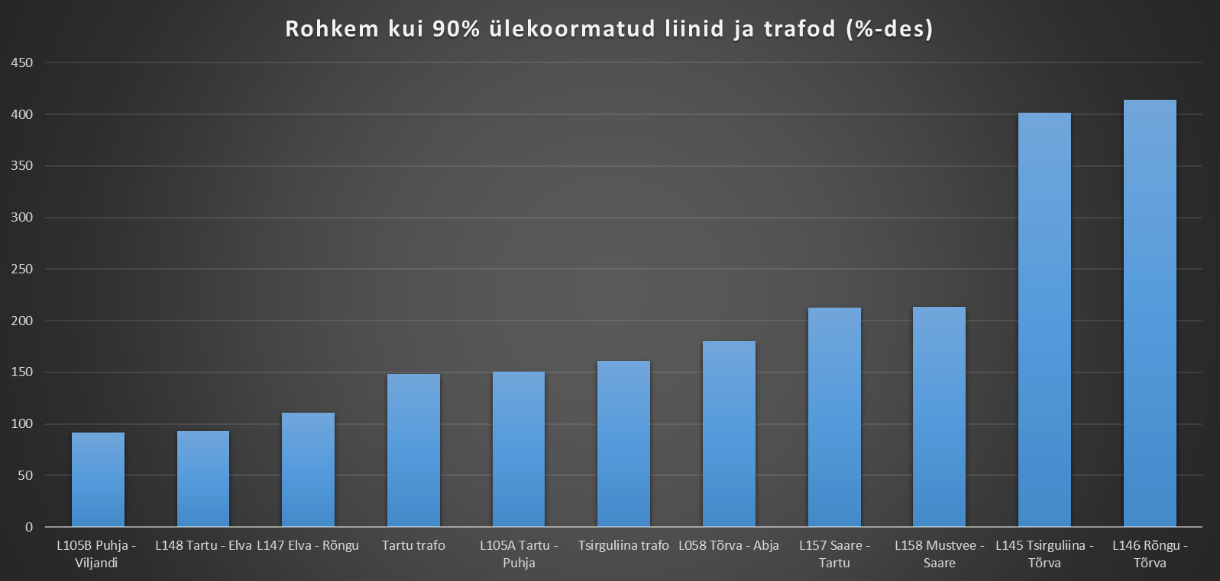 Rohkem kui 90% ülekoormatud liinid ja trafod (%-des)
450
400
350
300
250
200
150
100
50
0
L105B Puhja -
Viljandi
L148 Tartu - Elva
L147 Elva - Rõngu
Tartu trafo
L105A Tartu -
Puhja
Tsirguliina trafo
L058 Tõrva - Abja
L157 Saare -
Tartu
L158 Mustvee -
Saare
L145 Tsirguliina -
Tõrva
L146 Rõngu -
Tõrva